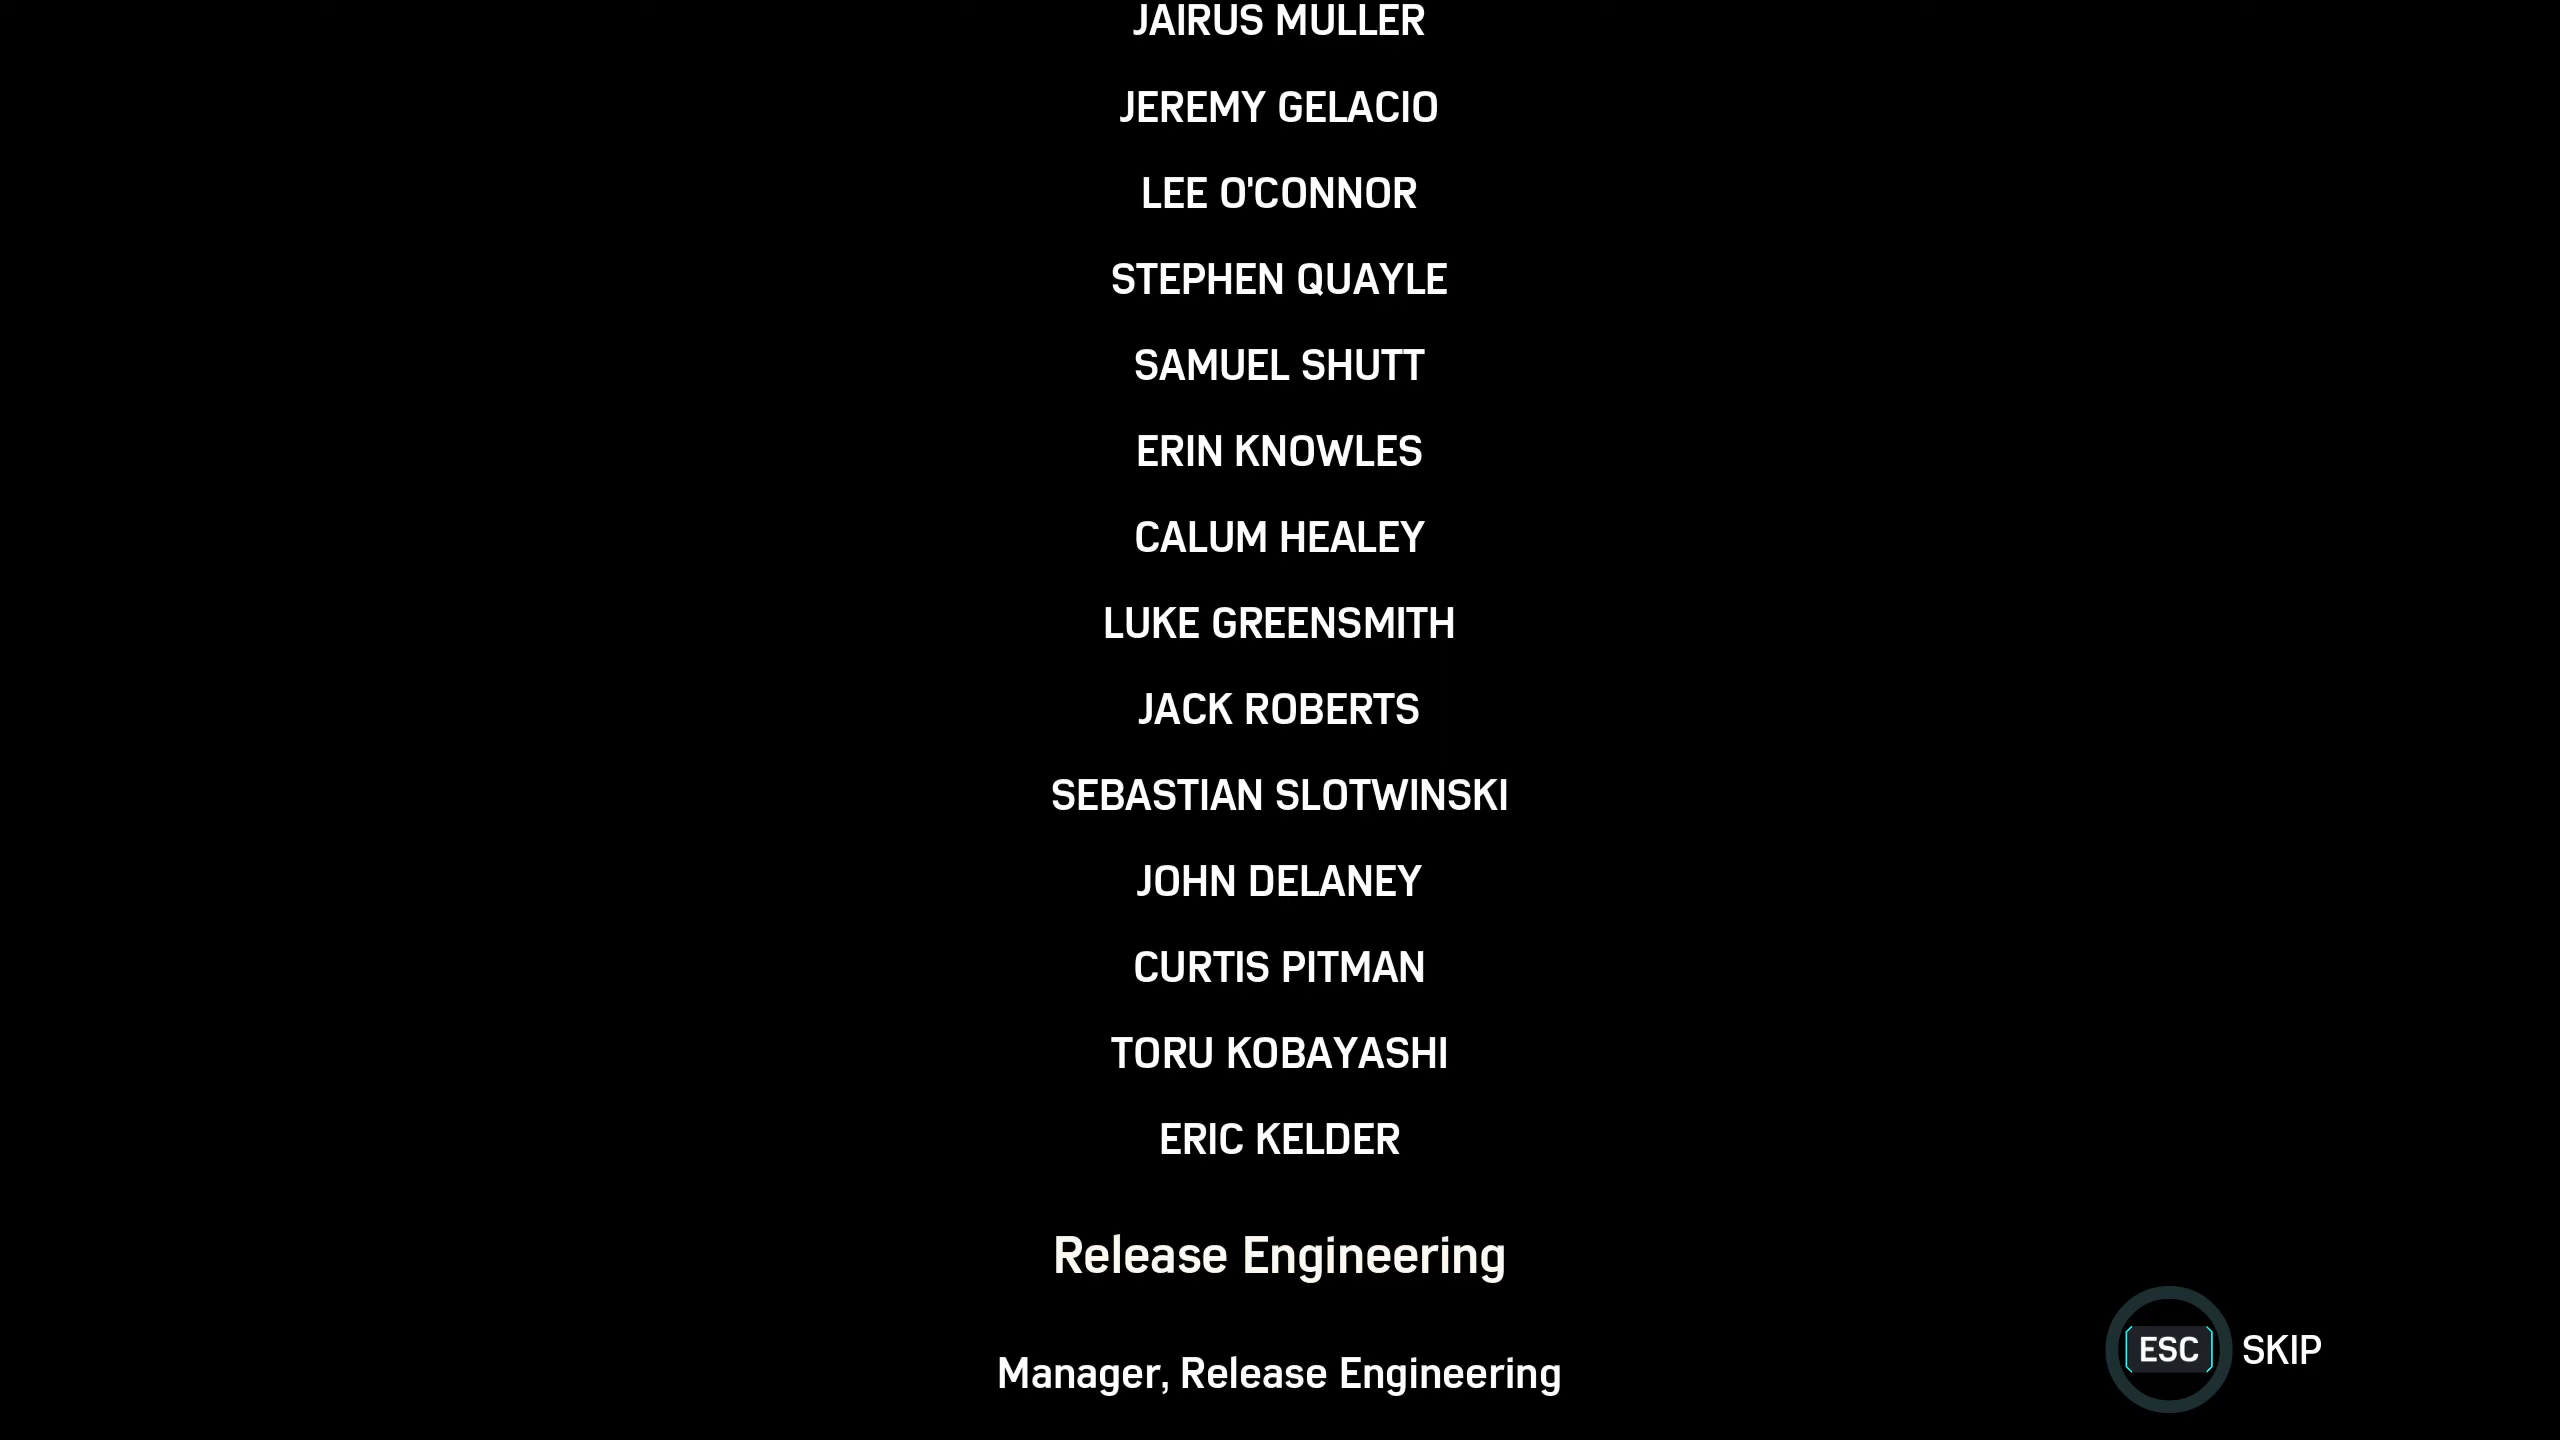 JAIRUS MULLER
JEREMY GELACIO
LEE O'CONNOR
STEPHEN QUAYLE
SAMUEL SHUTT
ERIN KNOWLES
CALUM HEALEY
LUKE GREENSMITH
JACK ROBERTS
SEBASTIAN SLOTWINSKI
JOHN DELANEY
CURTIS PITMAN
TORU KOBAYASHI
ERIC KELDER
Release Engineering
Manager, Release Engineering
ESC SKIP